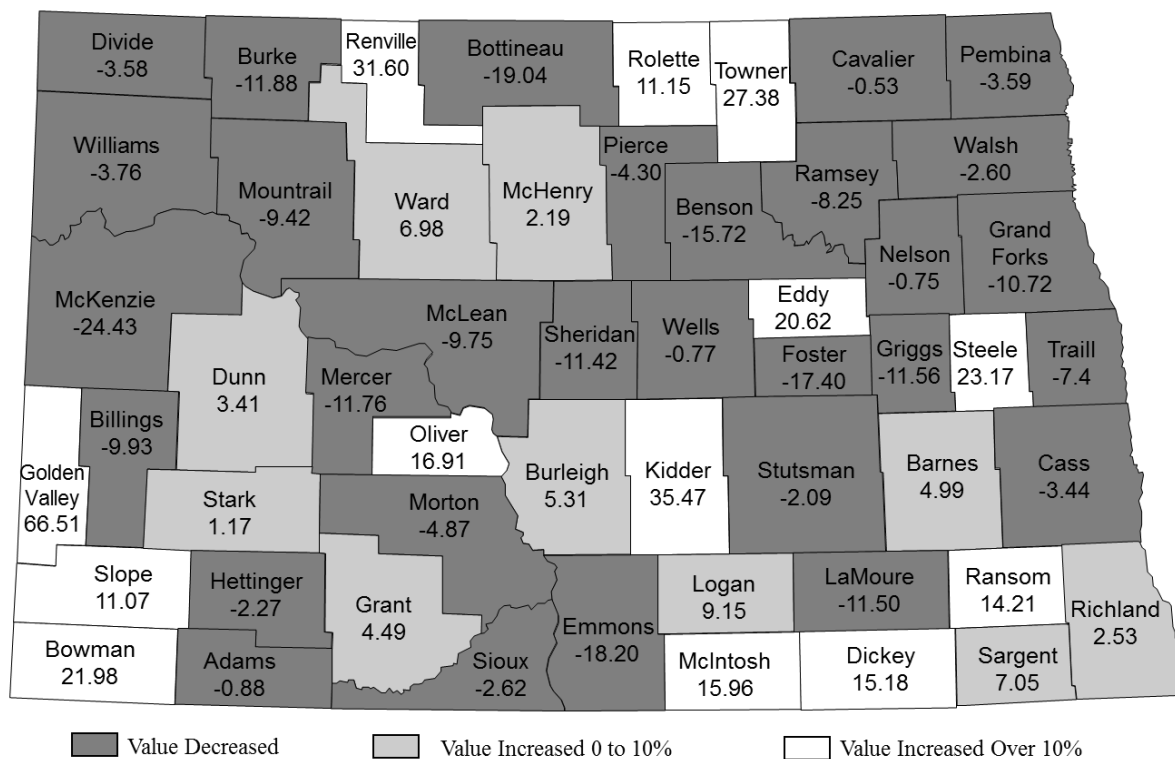 Divide
-3.58
Burke
-11.88
Renville
31.60
Bottineau
-19.04
Rolette
11.15
Towner
27.38
Cavalier
-0.53
Pembina
-3.59
Williams
-3.76
Mountrail
-9.42
Ward
6.98
McHenry
2.19
Pierce
-4.30
Benson
-15.72
Ramsey
-8.25
Walsh
-2.60
Nelson
-0.75
Grand
Forks
-10.72
McKenzie
-24.43
Dunn
3.41
Mercer
-11.76
McLean
-9.75
Sheridan
-11.42
Wells
-0.77
Eddy
20.62
Foster
-17.40
Griggs
-11.56
Steele
23.17
Traill
-7.4
Golden
Valley
66.51
Billings
-9.93
Stark
1.17
Oliver
16.91
Morton
-4.87
Burleigh
5.31
Kidder
35.47
Stutsman
-2.09
Barnes
4.99
Cass
-3.44
Slope
11.07
Hettinger
-2.27
Grant
4.49
Emmons
-18.20
Logan
9.15
LaMoure
-11.50
Ransom
14.21
Richland
2.53
Bowman
21.98
Adams
-0.88
Sioux
-2.62
McIntosh
15.96
Dickey
15.18
Sargent
7.05
Value Decreased
Value Increased 0 to 10%
Value Increased Over 10%